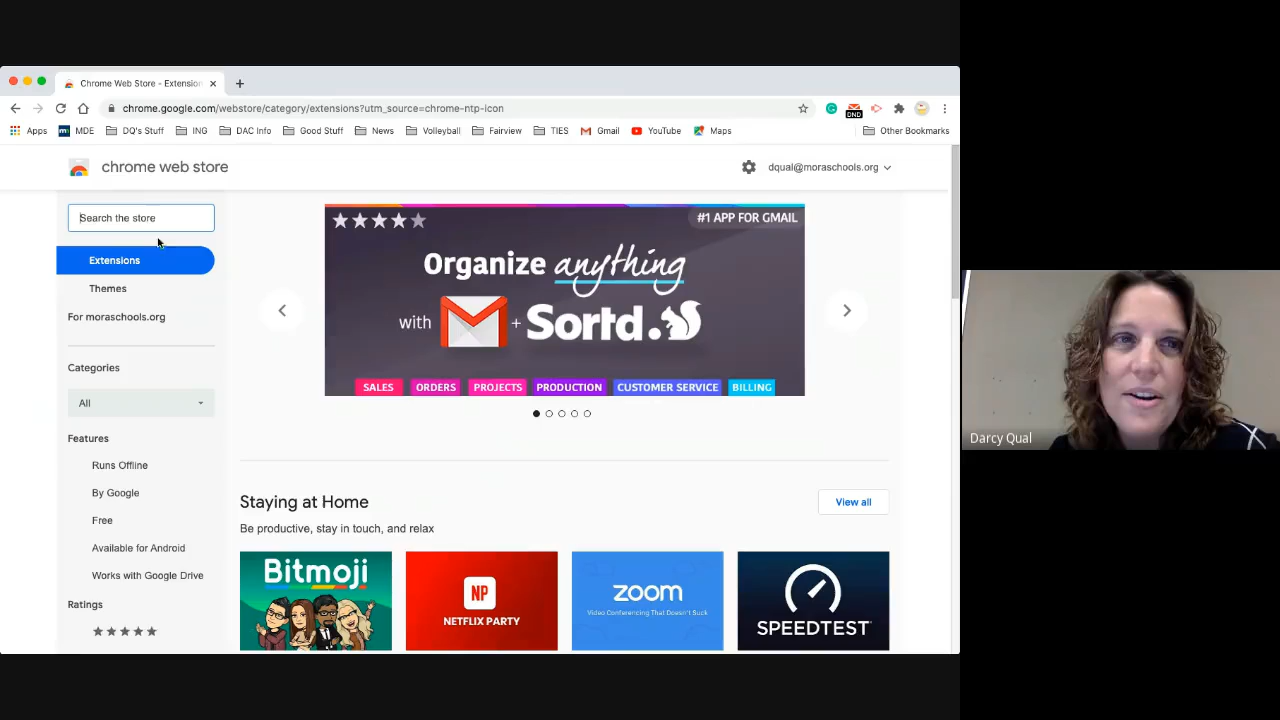 Chrome Web Store - Extension
chrome.google.com/webstore/category/extensions?utm_source=chrome-ntp-icon
DND
Apps
MDE
DQ's Stuff
ING
DAC Info
Good Stuff
News
Volleyball
Fairview
TIES
Gmail
YouTube
Maps
Other Bookmarks
chrome web store
dqual@moraschools.org
Search the store
Extensions
Themes
For moraschools.org
Categories
All
Features
Runs Offline
By Google
Free
Available for Android
Works with Google Drive
Ratings
#1 APP FOR GMAIL
Organize anything
with + Sortd.
SALES ORDERS PROJECTS PRODUCTION CUSTOMER SERVICE BILLING
Staying at Home
View all
Be productive, stay in touch, and relax
Bitmoji
NP
NETFLIX PARTY
ZOOM
Video Conferencing That Doesn't Suck
SPEEDTEST
Darcy Qual